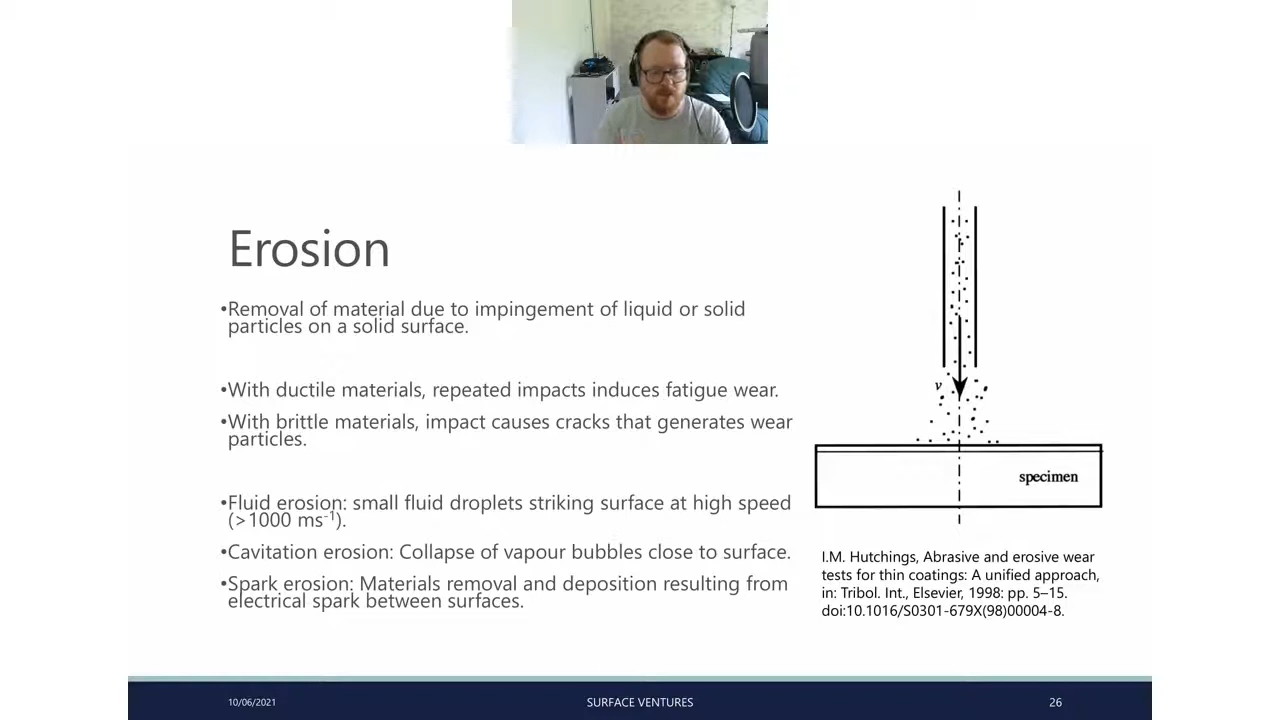 Erosion
•Removal of material due to impingement of liquid or solid
particles on a solid surface.
•With ductile materials, repeated impacts induces fatigue wear.
•With brittle materials, impact causes cracks that generates wear
particles.
•Fluid erosion: small fluid droplets striking surface at high speed
(>1000 ms⁻¹).
•Cavitation erosion: Collapse of vapour bubbles close to surface.
•Spark erosion: Materials removal and deposition resulting from
electrical spark between surfaces.
v
specimen
I.M. Hutchings, Abrasive and erosive wear
tests for thin coatings: A unified approach,
in: Tribol. Int., Elsevier, 1998: pp. 5–15.
doi:10.1016/S0301-679X(98)00004-8.
10/06/2021
SURFACE VENTURES
26